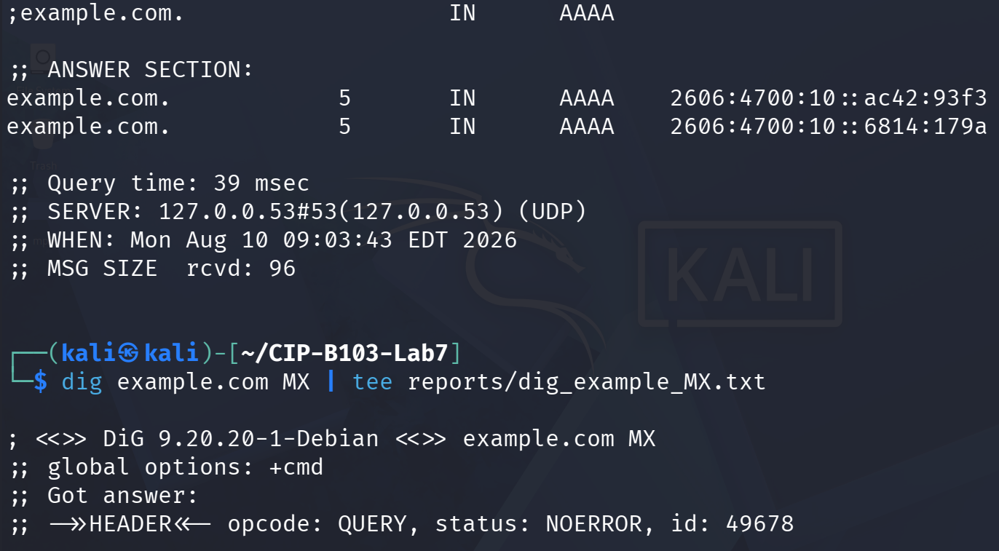 ;example.com. IN AAAA
;; ANSWER SECTION:
example.com. 5 IN AAAA 2606:4700:10::ac42:93f3
example.com. 5 IN AAAA 2606:4700:10::6814:179a
Trash
;; Query time: 39 msec
;; SERVER: 127.0.0.53#53(127.0.0.53) (UDP)
;; WHEN: Mon Aug 10 09:03:43 EDT 2026
;; MSG SIZE  rcvd: 96
KALI
┌──(kali㉿kali)-[~/CIP-B103-Lab7]
└─$ dig example.com MX | tee reports/dig_example_MX.txt
; <<>> DiG 9.20.20-1-Debian <<>> example.com MX
;; global options: +cmd
;; Got answer:
;; ->>HEADER<<- opcode: QUERY, status: NOERROR, id: 49678